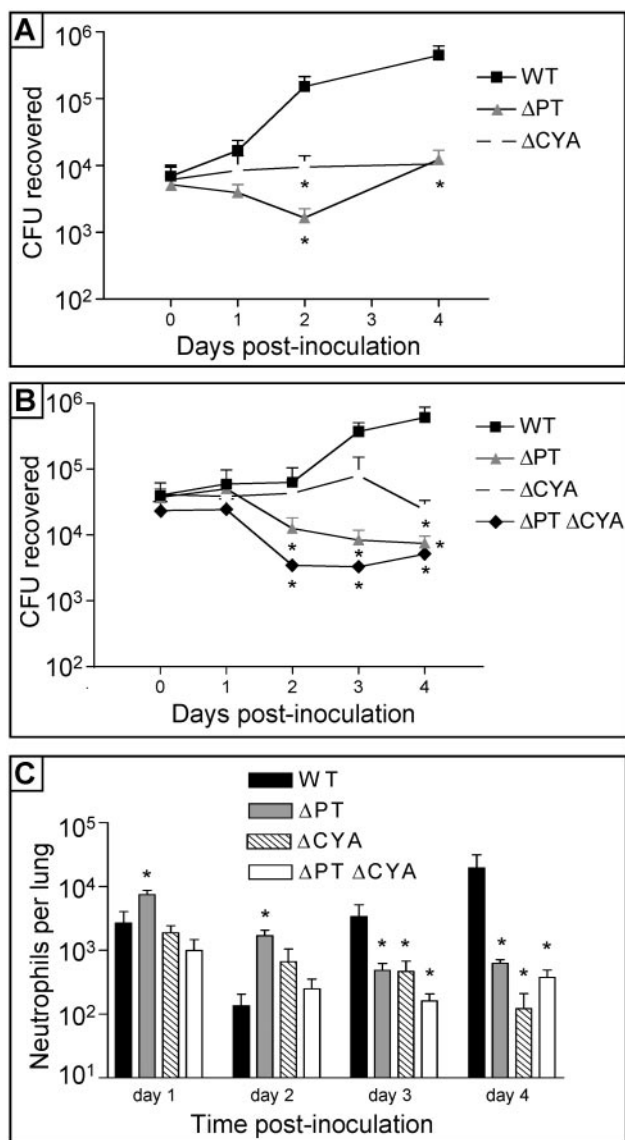 A
10⁶
10⁵
10⁴
10³
10²
CFU recovered
WT
ΔPT
ΔCYA
*
*
*
0 1 2 3 4
Days post-inoculation
B
10⁶
10⁵
10⁴
10³
10²
CFU recovered
WT
ΔPT
ΔCYA
ΔPT ΔCYA
* * * *
* * *
0 1 2 3 4
Days post-inoculation
C
WT
ΔPT
ΔCYA
ΔPT ΔCYA
10⁵
10⁴
10³
10²
10¹
Neutrophils per lung
* * * * * * * *
day 1 day 2 day 3 day 4
Time post-inoculation